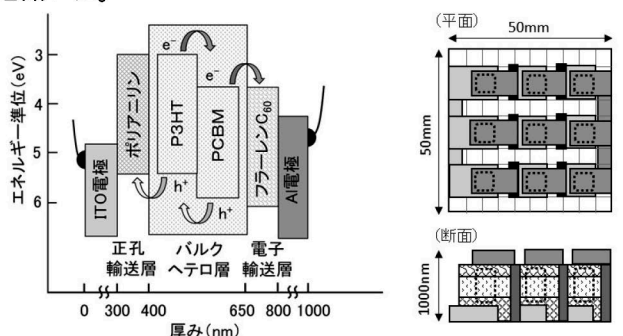 エネルギー準位(eV)
3
4
5
6
e⁻
e⁻
h⁺
h⁺
ITO電極
ポリアニリン
P3HT
PCBM
フラーレンC₆₀
Al電極
正孔
輸送層
バルク
ヘテロ層
電子
輸送層
0 300 400 650 800 1000
厚み(nm)
(平面)
50mm
50mm
(断面)
1000nm